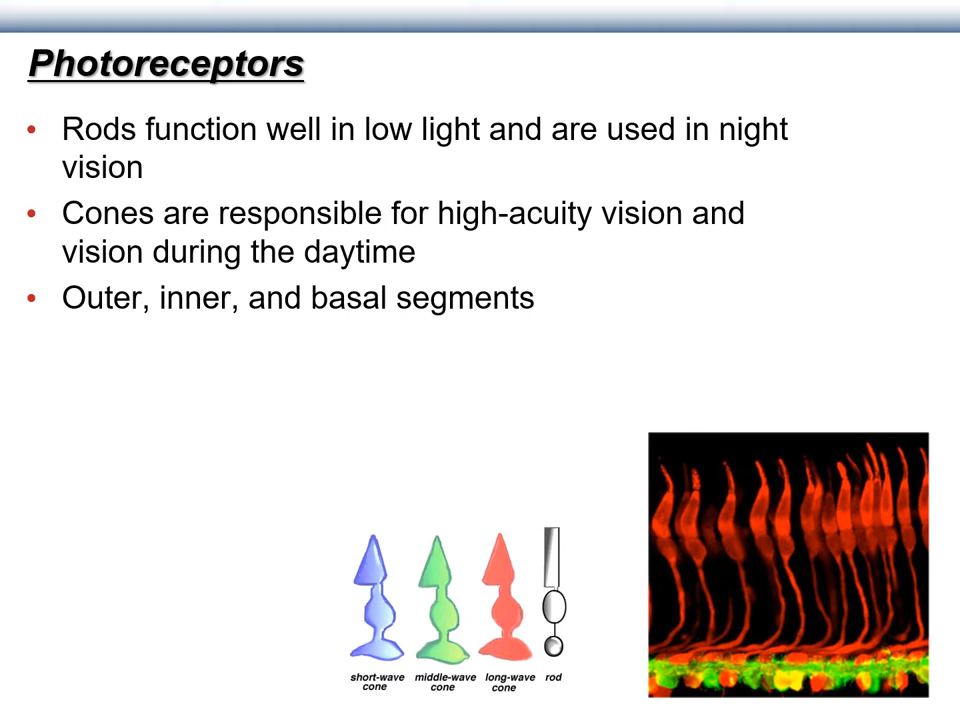 Photoreceptors
• Rods function well in low light and are used in night
vision
• Cones are responsible for high-acuity vision and
vision during the daytime
• Outer, inner, and basal segments
short-wave cone
middle-wave cone
long-wave cone
rod